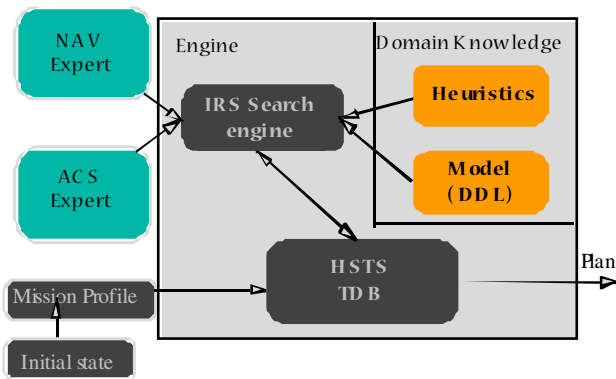 NAV
Expert
Engine
Domain Knowledge
IRS Search
engine
Heuristics
ACS
Expert
Model
(DDL)
HSTS
TDB
Plan
Mission Profile
Initial state